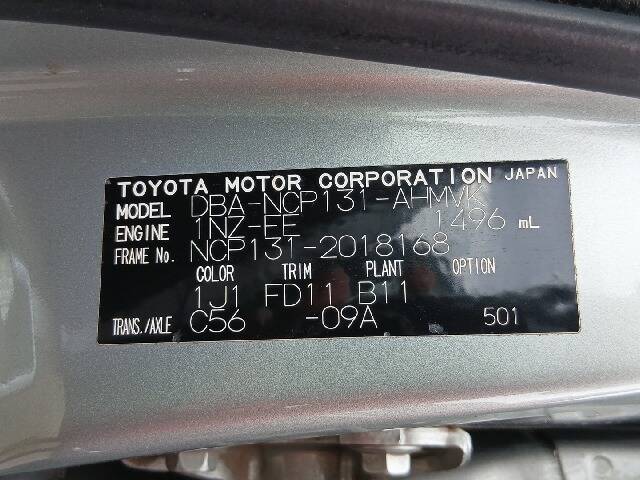 TOYOTA MOTOR CORPORATION JAPAN
MODEL DBA-NCP131-AHMVK
ENGINE 1NZ-EE 1496 mL
FRAME No. NCP131-2018168
COLOR TRIM PLANT OPTION
1J1 FD11 B11
TRANS./AXLE C56 -09A 501